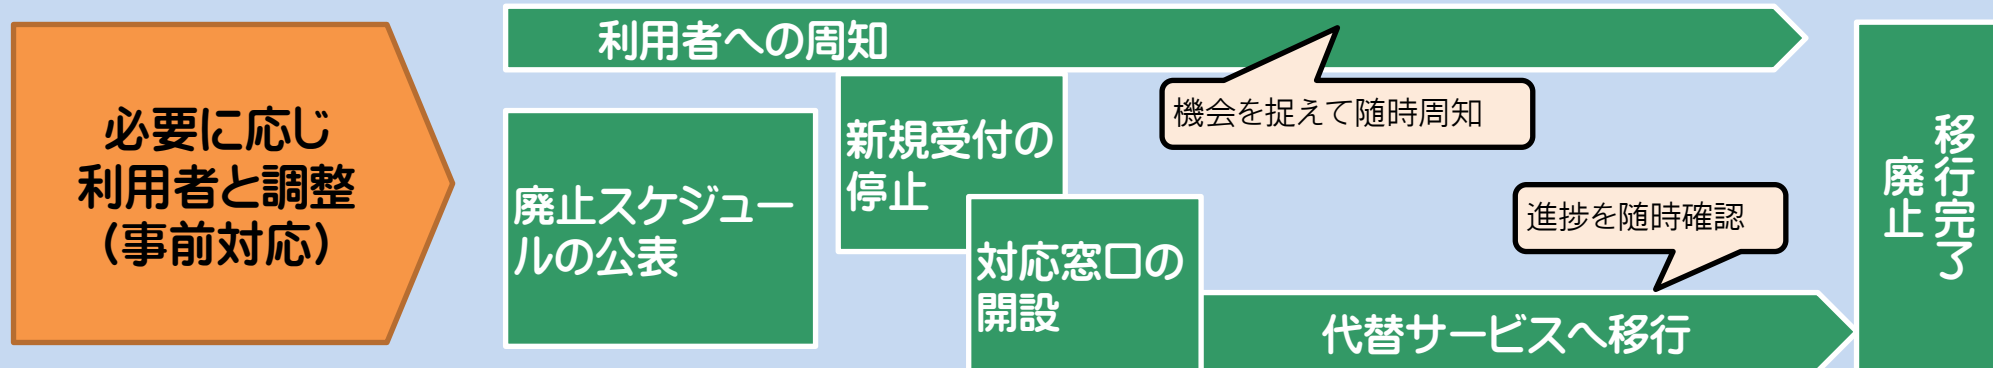 必要に応じ
利用者と調整
（事前対応）
利用者への周知
機会を捉えて随時周知
廃止スケジュー
ルの公表
新規受付の
停止
対応窓口の
開設
進捗を随時確認
代替サービスへ移行
移行完了
廃止